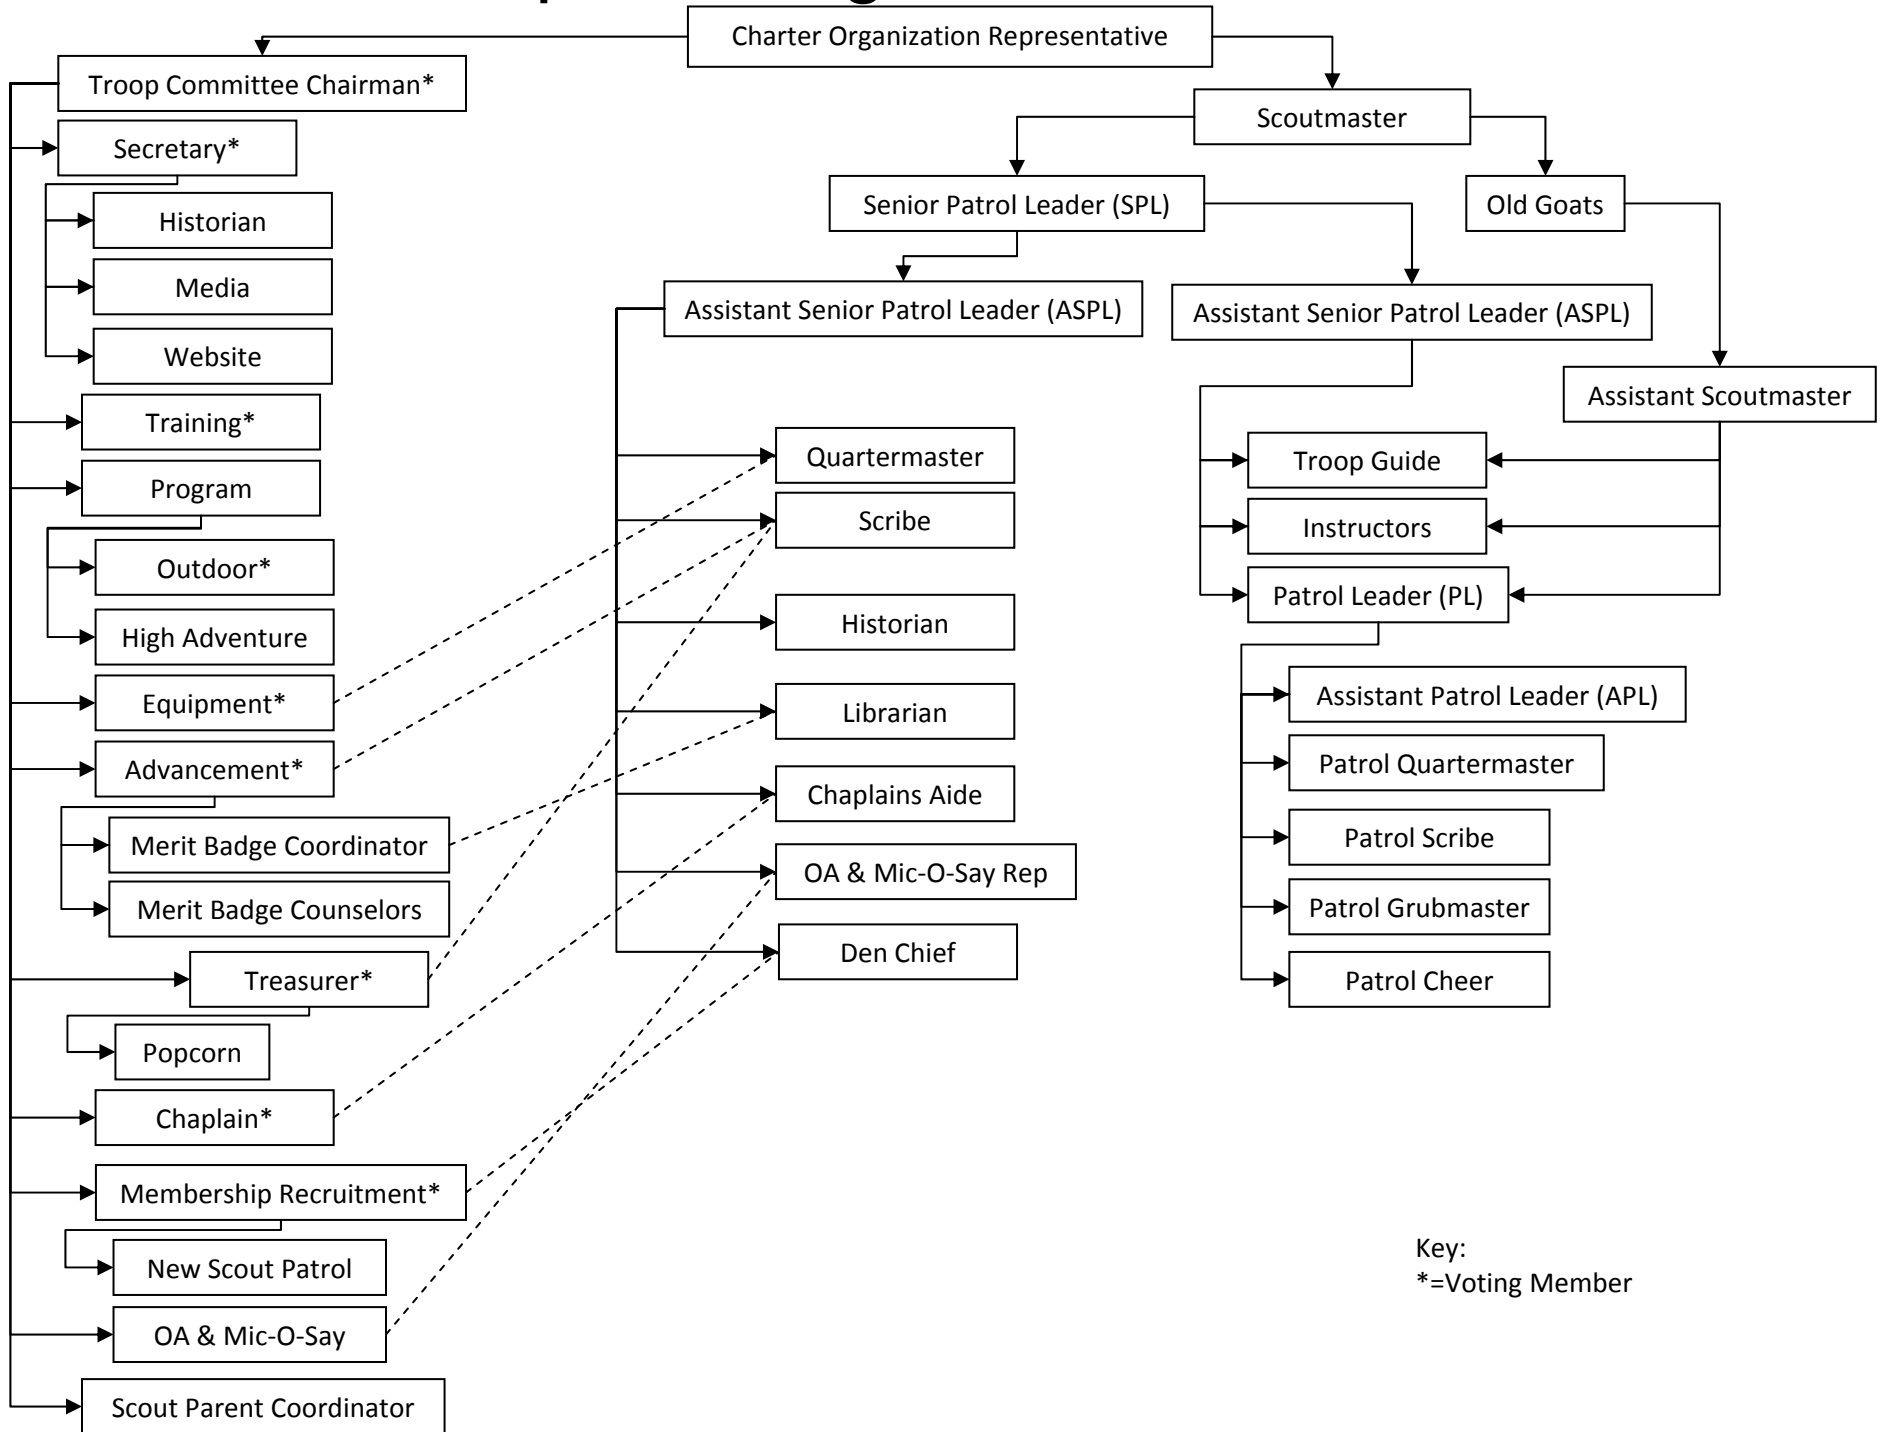 Charter Organization Representative
Troop Committee Chairman*
Secretary*
Historian
Media
Website
Training*
Program
Outdoor*
High Adventure
Equipment*
Advancement*
Merit Badge Coordinator
Merit Badge Counselors
Treasurer*
Popcorn
Chaplain*
Membership Recruitment*
New Scout Patrol
OA & Mic-O-Say
Scout Parent Coordinator
Scoutmaster
Senior Patrol Leader (SPL)
Old Goats
Assistant Senior Patrol Leader (ASPL)
Quartermaster
Scribe
Historian
Librarian
Chaplains Aide
OA & Mic-O-Say Rep
Den Chief
Assistant Senior Patrol Leader (ASPL)
Assistant Scoutmaster
Troop Guide
Instructors
Patrol Leader (PL)
Assistant Patrol Leader (APL)
Patrol Quartermaster
Patrol Scribe
Patrol Grubmaster
Patrol Cheer
Key:
*=Voting Member